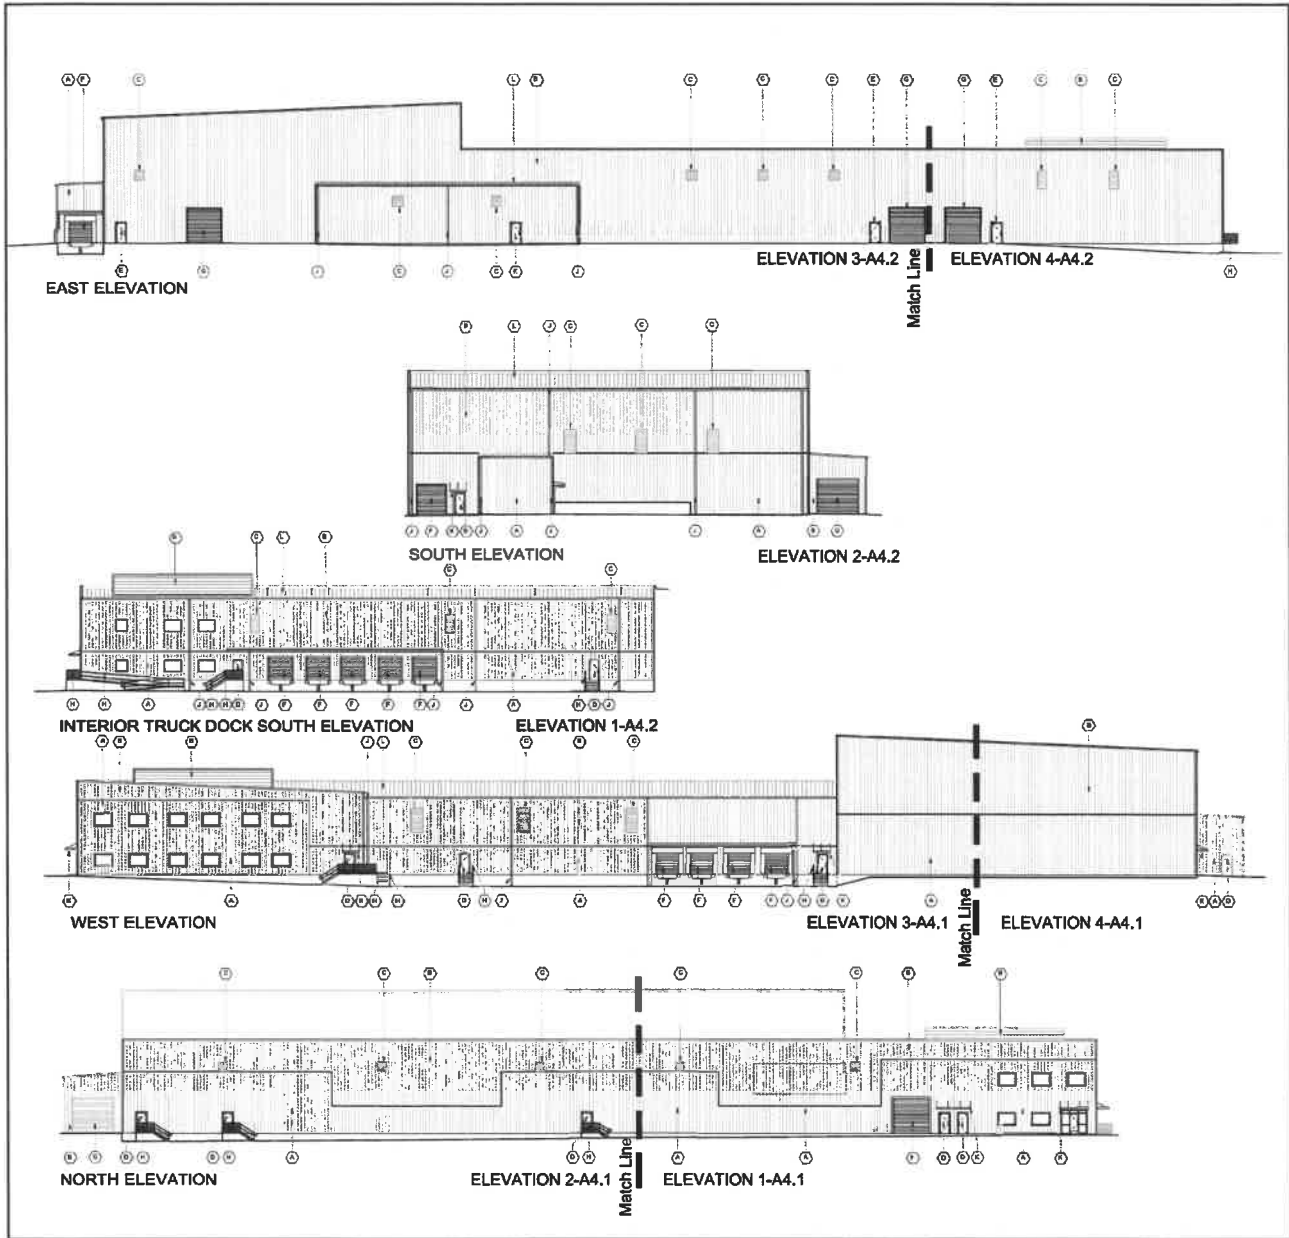 A F C L B C C C E G G E C B C
E G J C J C E J H
ELEVATION 3-A4.2
ELEVATION 4-A4.2
EAST ELEVATION
Match Line
B L J C C C
J F A J A
SOUTH ELEVATION
ELEVATION 2-A4.2
C L B C C
H H A J H H D J F F F F F J J A H D J
INTERIOR TRUCK DOCK SOUTH ELEVATION
ELEVATION 1-A4.2
B J L C C B C B
A H D H J A F F F F J H
WEST ELEVATION
ELEVATION 3-A4.1
ELEVATION 4-A4.1
Match Line
C B C C C B
G D H D H A D H A A F D A
NORTH ELEVATION
ELEVATION 2-A4.1
ELEVATION 1-A4.1
Match Line